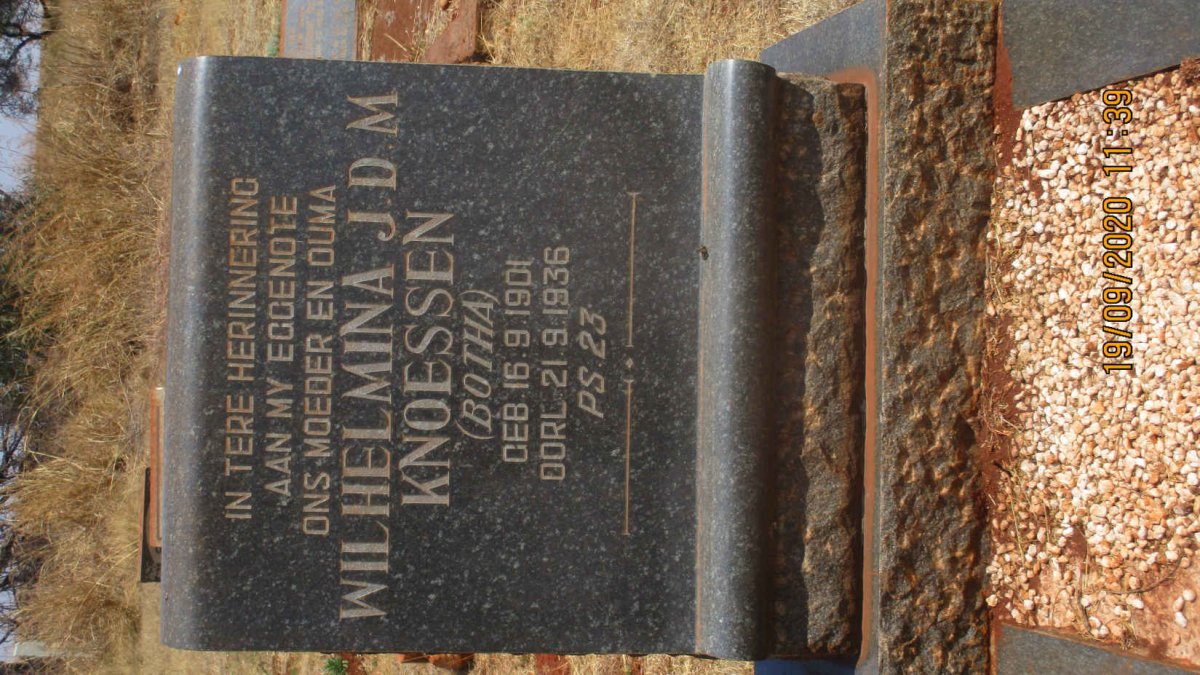 IN TERE HERINNERING
AAN MY EGGENOTE
ONS MOEDER EN OUMA
WILHELMINA J.D.M
KNOESSEN
(BOTHA)
GEB 16.9.1901
OORL 21.9.1936
PS 23
19/09/2020 11:39